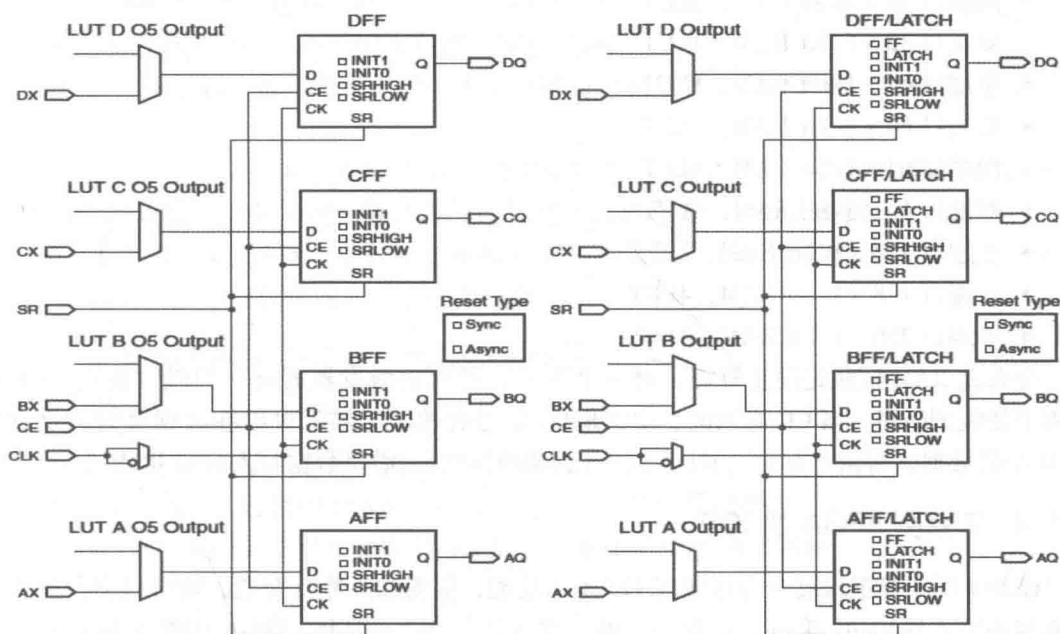 DFF
LUT D O5 Output
INIT1
INIT0
SRHIGH
SRLOW
D
CE
CK
SR
Q
DQ
DX
CFF
LUT C O5 Output
INIT1
INIT0
SRHIGH
SRLOW
D
CE
CK
SR
Q
CQ
CX
SR
Reset Type
Sync
Async
BFF
LUT B O5 Output
INIT1
INIT0
SRHIGH
SRLOW
D
CE
CK
SR
Q
BQ
BX
CE
CLK
AFF
LUT A O5 Output
INIT1
INIT0
SRHIGH
SRLOW
D
CE
CK
SR
Q
AQ
AX
DFF/LATCH
LUT D Output
FF
LATCH
INIT1
INIT0
SRHIGH
SRLOW
D
CE
CK
SR
Q
DQ
DX
CFF/LATCH
LUT C Output
FF
LATCH
INIT1
INIT0
SRHIGH
SRLOW
D
CE
CK
SR
Q
CQ
CX
SR
Reset Type
Sync
Async
BFF/LATCH
LUT B Output
FF
LATCH
INIT1
INIT0
SRHIGH
SRLOW
D
CE
CK
SR
Q
BQ
BX
CE
CLK
AFF/LATCH
LUT A Output
FF
LATCH
INIT1
INIT0
SRHIGH
SRLOW
D
CE
CK
SR
Q
AQ
AX